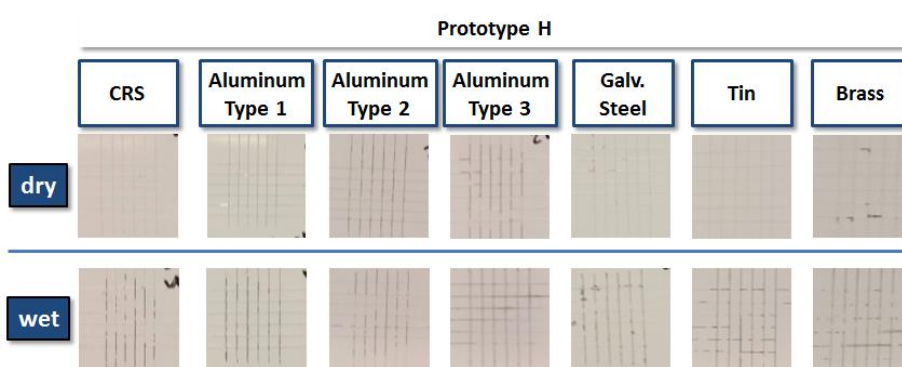 Prototype H
CRS
Aluminum
Type 1
Aluminum
Type 2
Aluminum
Type 3
Galv.
Steel
Tin
Brass
dry
wet